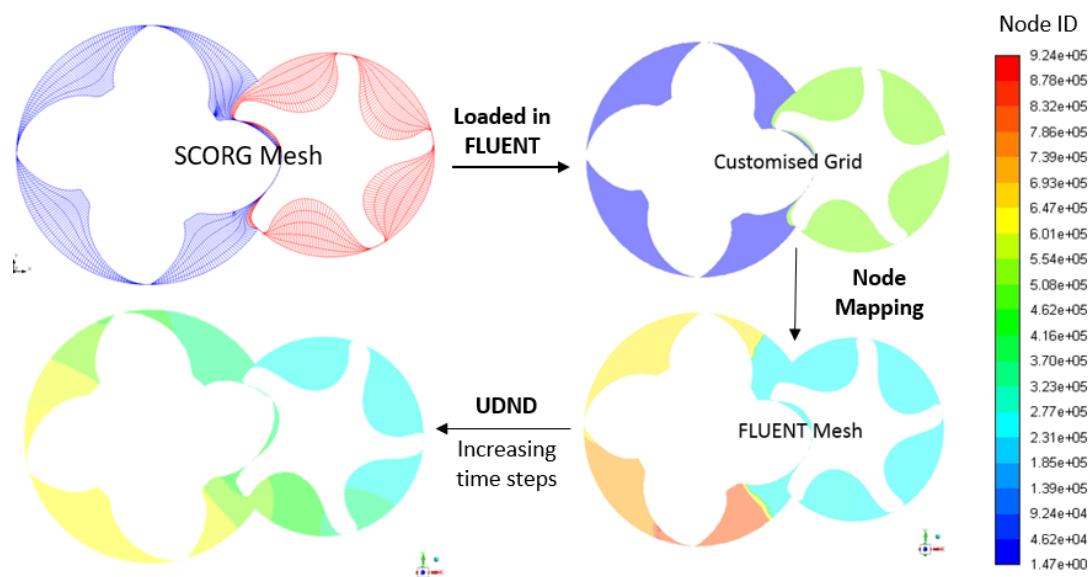 Node ID
SCORG Mesh
Loaded in
FLUENT
Customised Grid
Node
Mapping
FLUENT Mesh
UDND
Increasing
time steps
9.24e+05
8.78e+05
8.32e+05
7.86e+05
7.39e+05
6.93e+05
6.47e+05
6.01e+05
5.54e+05
5.08e+05
4.62e+05
4.16e+05
3.70e+05
3.23e+05
2.77e+05
2.31e+05
1.85e+05
1.39e+05
9.24e+04
4.62e+04
1.47e+00